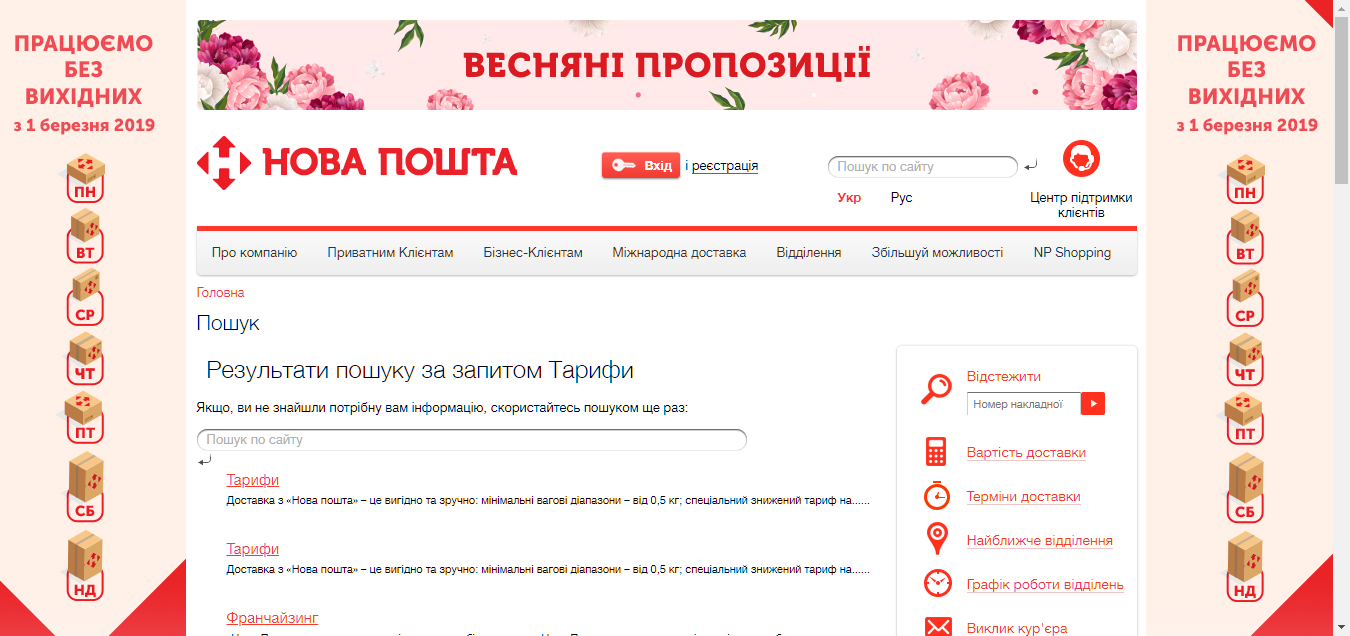 ПРАЦЮЄМО
БЕЗ
ВИХІДНИХ
з 1 березня 2019
ПН
ВТ
СР
ЧТ
ПТ
СБ
НД
ВЕСНЯНІ ПРОПОЗИЦІЇ
НОВА ПОШТА
Вхід і реєстрація
Пошук по сайту
Укр Рус
Центр підтримки
клієнтів
Про компанію Приватним Клієнтам Бізнес-Клієнтам Міжнародна доставка Відділення Збільшуй можливості NP Shopping
Головна
Пошук
Результати пошуку за запитом Тарифи
Якщо, ви не знайшли потрібну вам інформацію, скористайтесь пошуком ще раз:
Пошук по сайту
Тарифи
Доставка з «Нова пошта» – це вигідно та зручно: мінімальні вагові діапазони – від 0,5 кг; спеціальний знижений тариф на......
Тарифи
Доставка з «Нова пошта» – це вигідно та зручно: мінімальні вагові діапазони – від 0,5 кг; спеціальний знижений тариф на......
Франчайзинг
Відстежити
Номер накладної
Вартість доставки
Терміни доставки
Найближче відділення
Графік роботи відділень
Виклик кур'єра
ПРАЦЮЄМО
БЕЗ
ВИХІДНИХ
з 1 березня 2019
ПН
ВТ
СР
ЧТ
ПТ
СБ
НД